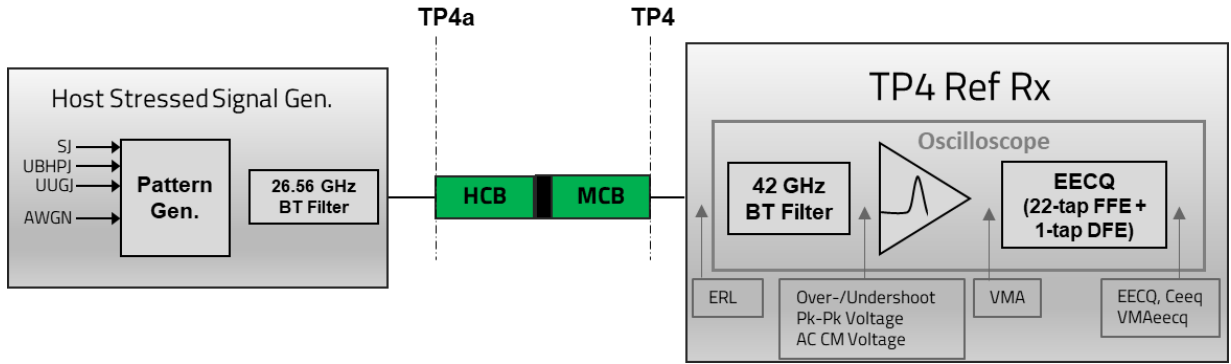 TP4a
TP4
Host Stressed Signal Gen.
SJ
UBHPJ
UUGJ
AWGN
Pattern
Gen.
26.56 GHz
BT Filter
HCB
MCB
TP4 Ref Rx
Oscilloscope
42 GHz
BT Filter
EECQ
(22-tap FFE +
1-tap DFE)
ERL
Over-/Undershoot
Pk-Pk Voltage
AC CM Voltage
VMA
EECQ, Ceeq
VMAeecq